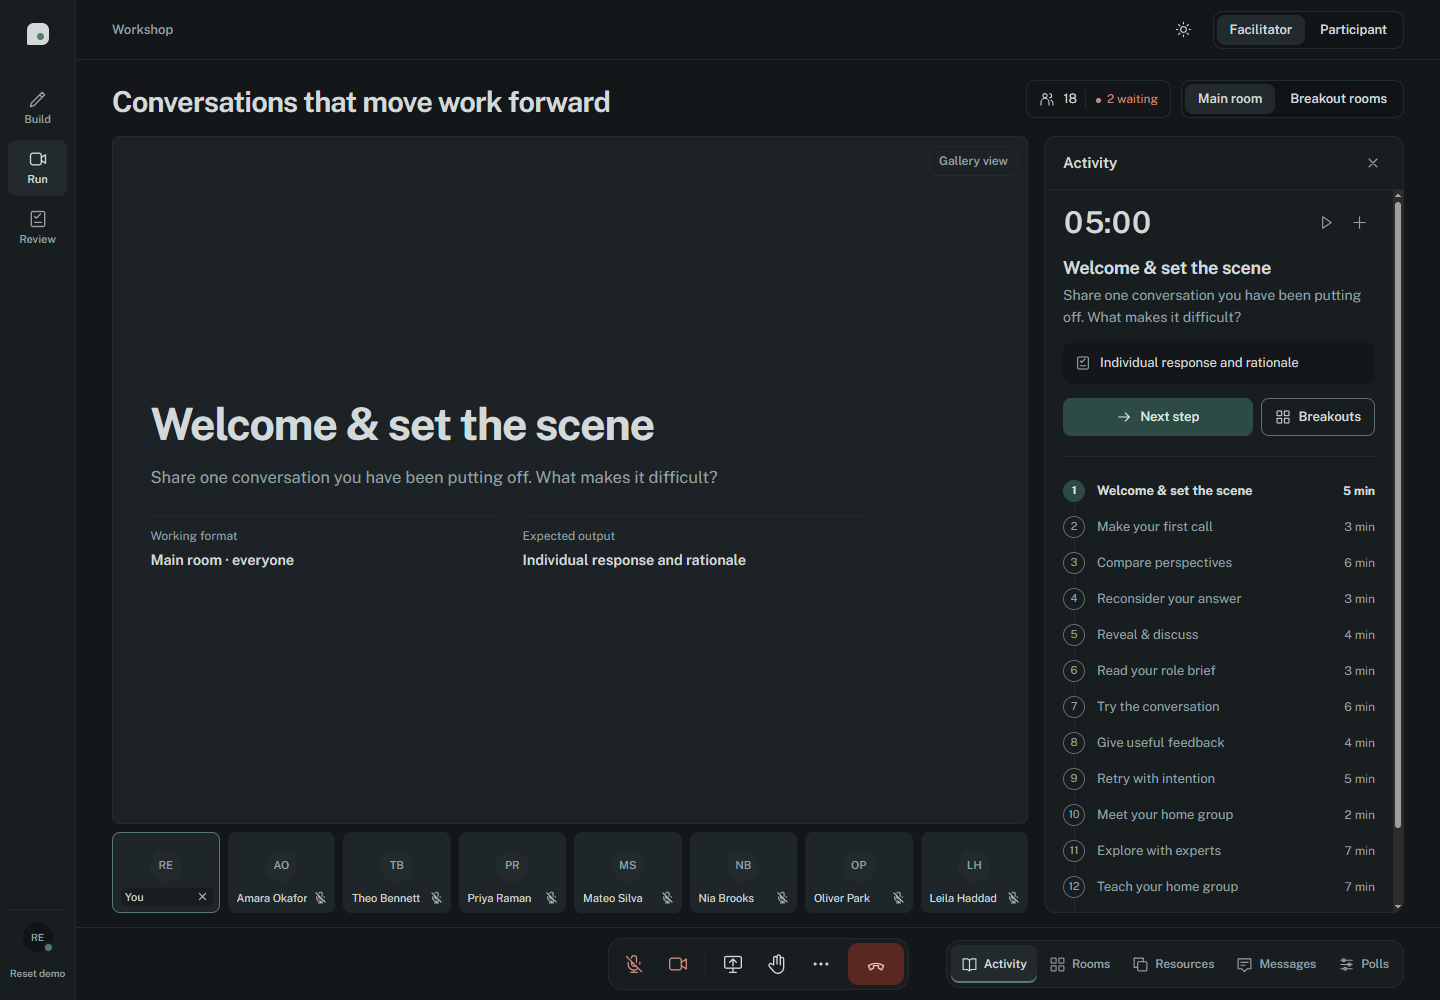 Workshop
Facilitator
Participant
Build
Run
Review
Conversations that move work forward
18
2 waiting
Main room
Breakout rooms
Gallery view
Welcome & set the scene
Share one conversation you have been putting off. What makes it difficult?
Working format
Main room · everyone
Expected output
Individual response and rationale
RE
You
AO
Amara Okafor
TB
Theo Bennett
PR
Priya Raman
MS
Mateo Silva
NB
Nia Brooks
OP
Oliver Park
LH
Leila Haddad
Activity
05:00
Welcome & set the scene
Share one conversation you have been putting
off. What makes it difficult?
Individual response and rationale
Next step
Breakouts
1 Welcome & set the scene 5 min
2 Make your first call 3 min
3 Compare perspectives 6 min
4 Reconsider your answer 3 min
5 Reveal & discuss 4 min
6 Read your role brief 3 min
7 Try the conversation 6 min
8 Give useful feedback 4 min
9 Retry with intention 5 min
10 Meet your home group 2 min
11 Explore with experts 7 min
12 Teach your home group 7 min
RE
Reset demo
Activity
Rooms
Resources
Messages
Polls